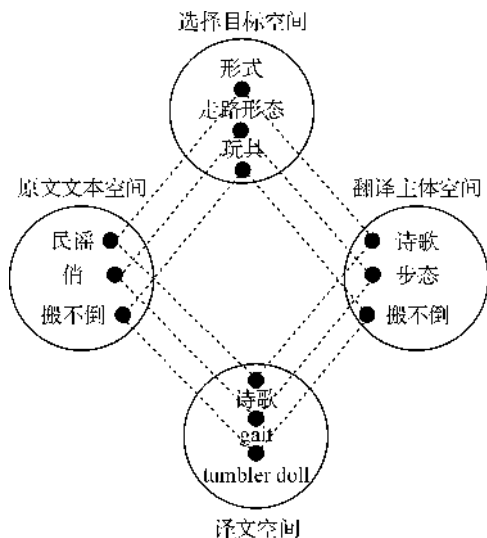 选择目标空间
形式
走路形态
玩具
原文文本空间
翻译主体空间
民谣
诗歌
俏
步态
搬不倒
搬不倒
诗歌
gait
tumbler doll
译文空间